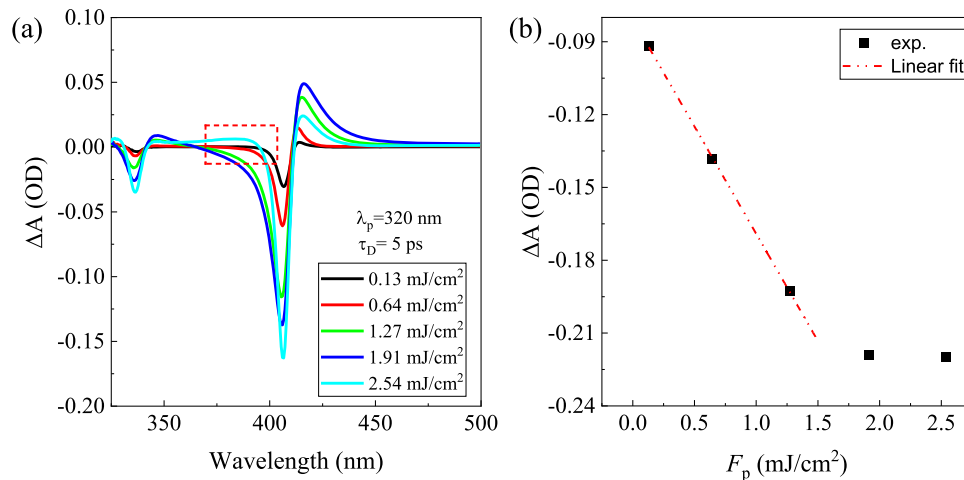 (a)
ΔA (OD)
0.10
0.05
0.00
-0.05
-0.10
-0.15
-0.20
350
400
450
500
Wavelength (nm)
λp=320 nm
τD= 5 ps
0.13 mJ/cm²
0.64 mJ/cm²
1.27 mJ/cm²
1.91 mJ/cm²
2.54 mJ/cm²
(b)
ΔA (OD)
-0.09
-0.12
-0.15
-0.18
-0.21
-0.24
0.0
0.5
1.0
1.5
2.0
2.5
Fp (mJ/cm²)
exp.
Linear fit